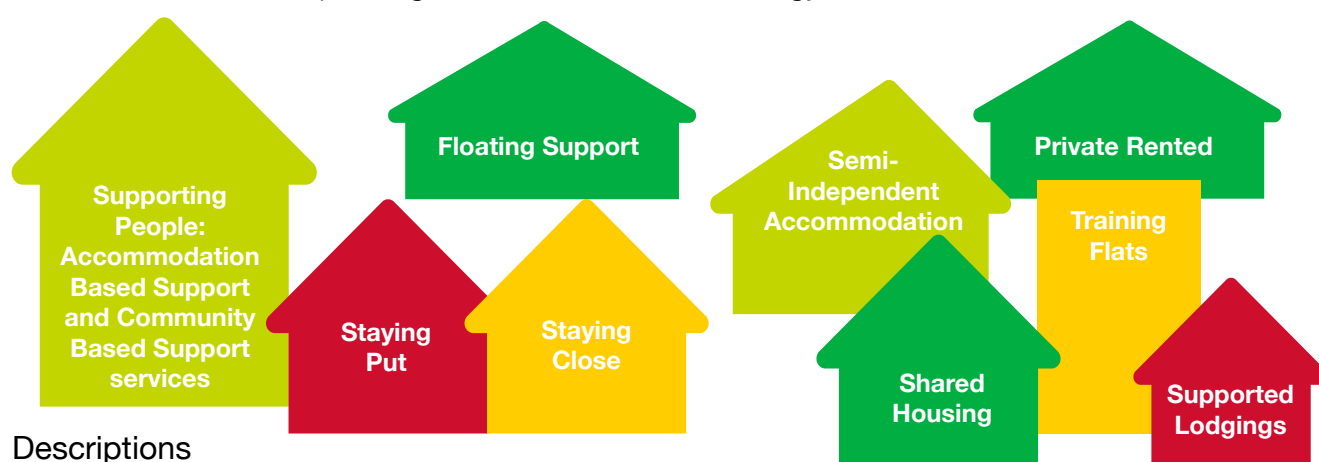 Floating Support
Private Rented
Semi-
Independent
Accommodation
Supporting
People:
Accommodation
Based Support
and Community
Based Support
services
Training
Flats
Staying
Put
Staying
Close
Shared
Housing
Supported
Lodgings
Descriptions